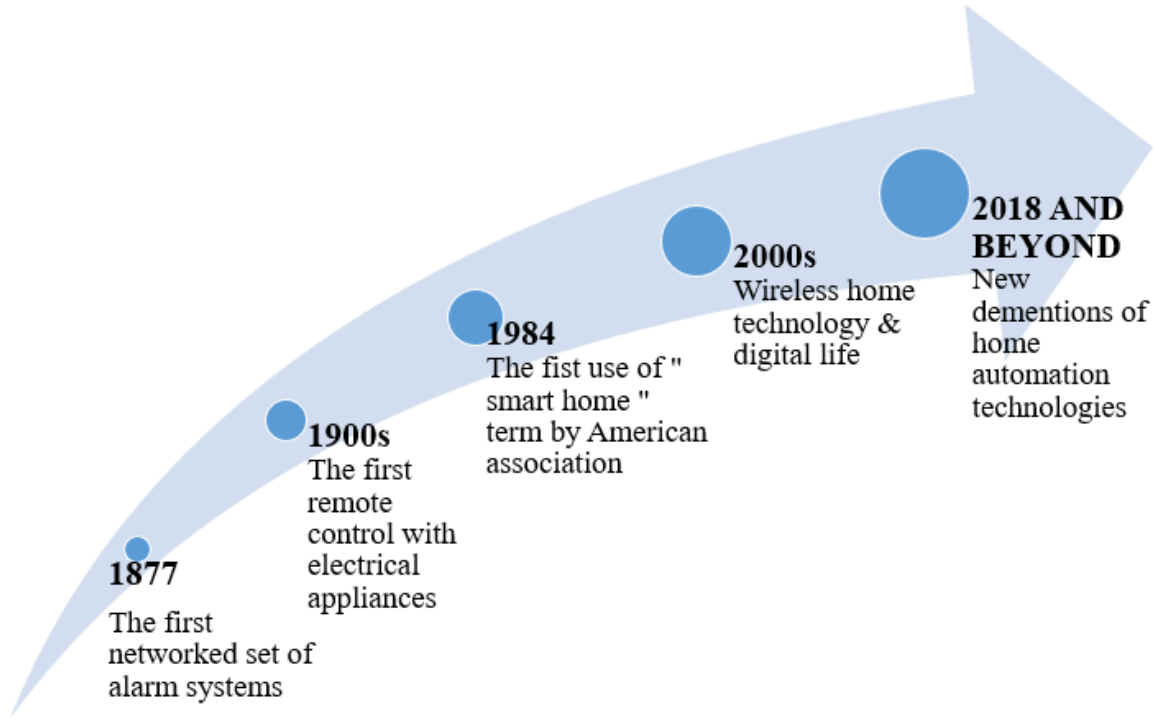 1877
The first
networked set of
alarm systems
1900s
The first
remote
control with
electrical
appliances
1984
The fist use of "
smart home "
term by American
association
2000s
Wireless home
technology &
digital life
2018 AND
BEYOND
New
dementions of
home
automation
technologies